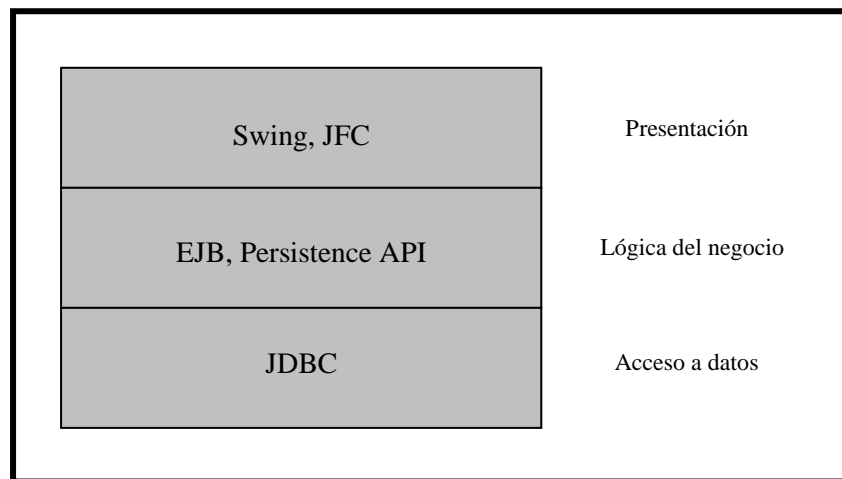 Swing, JFC
Presentación
EJB, Persistence API
Lógica del negocio
JDBC
Acceso a datos